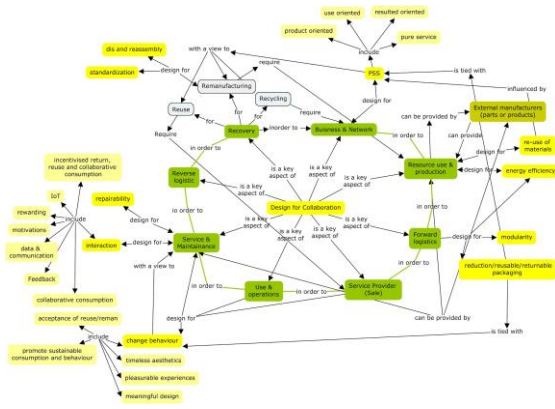 use oriented
resulted oriented
product oriented
pure service
with a view to
include
dis and reassembly
design for
standardization
require
PSS
is tied with
influenced by
Remanufacturing
design for
External manufacturers
(parts or products)
Reuse
Recycling
for
for
for
require
can be provided by
can provide
Require
Recovery
inorder to
Business & Network
in order to
design for
re-use of materials
incentivised return,
reuse and collaborative
consumption
in order to
is a key
aspect of
is a key
aspect of
Resource use &
production
design for
energy efficiency
Reverse
logistic
is a key
aspect of
is a key
aspect of
IoT
repairability
rewarding
in order to
Design for Collaboration
in order to
motivations
include
design for
is a key
aspect of
is a key
aspect of
Forward
logistics
design for
modularity
data &
communication
interaction
design for
Service &
Maintainance
is a key
aspect of
is a key
aspect of
Feedback
with a view to
in order to
reduction/reusable/returnable
packaging
collaborative consumption
in order to
Use &
operations
in order to
Service Provider
(Sale)
acceptance of reuse/reman
design for
can be provided by
is tied with
include
change behaviour
promote sustainable
consumption and behaviour
timeless aesthetics
pleasurable experiences
meaningful design